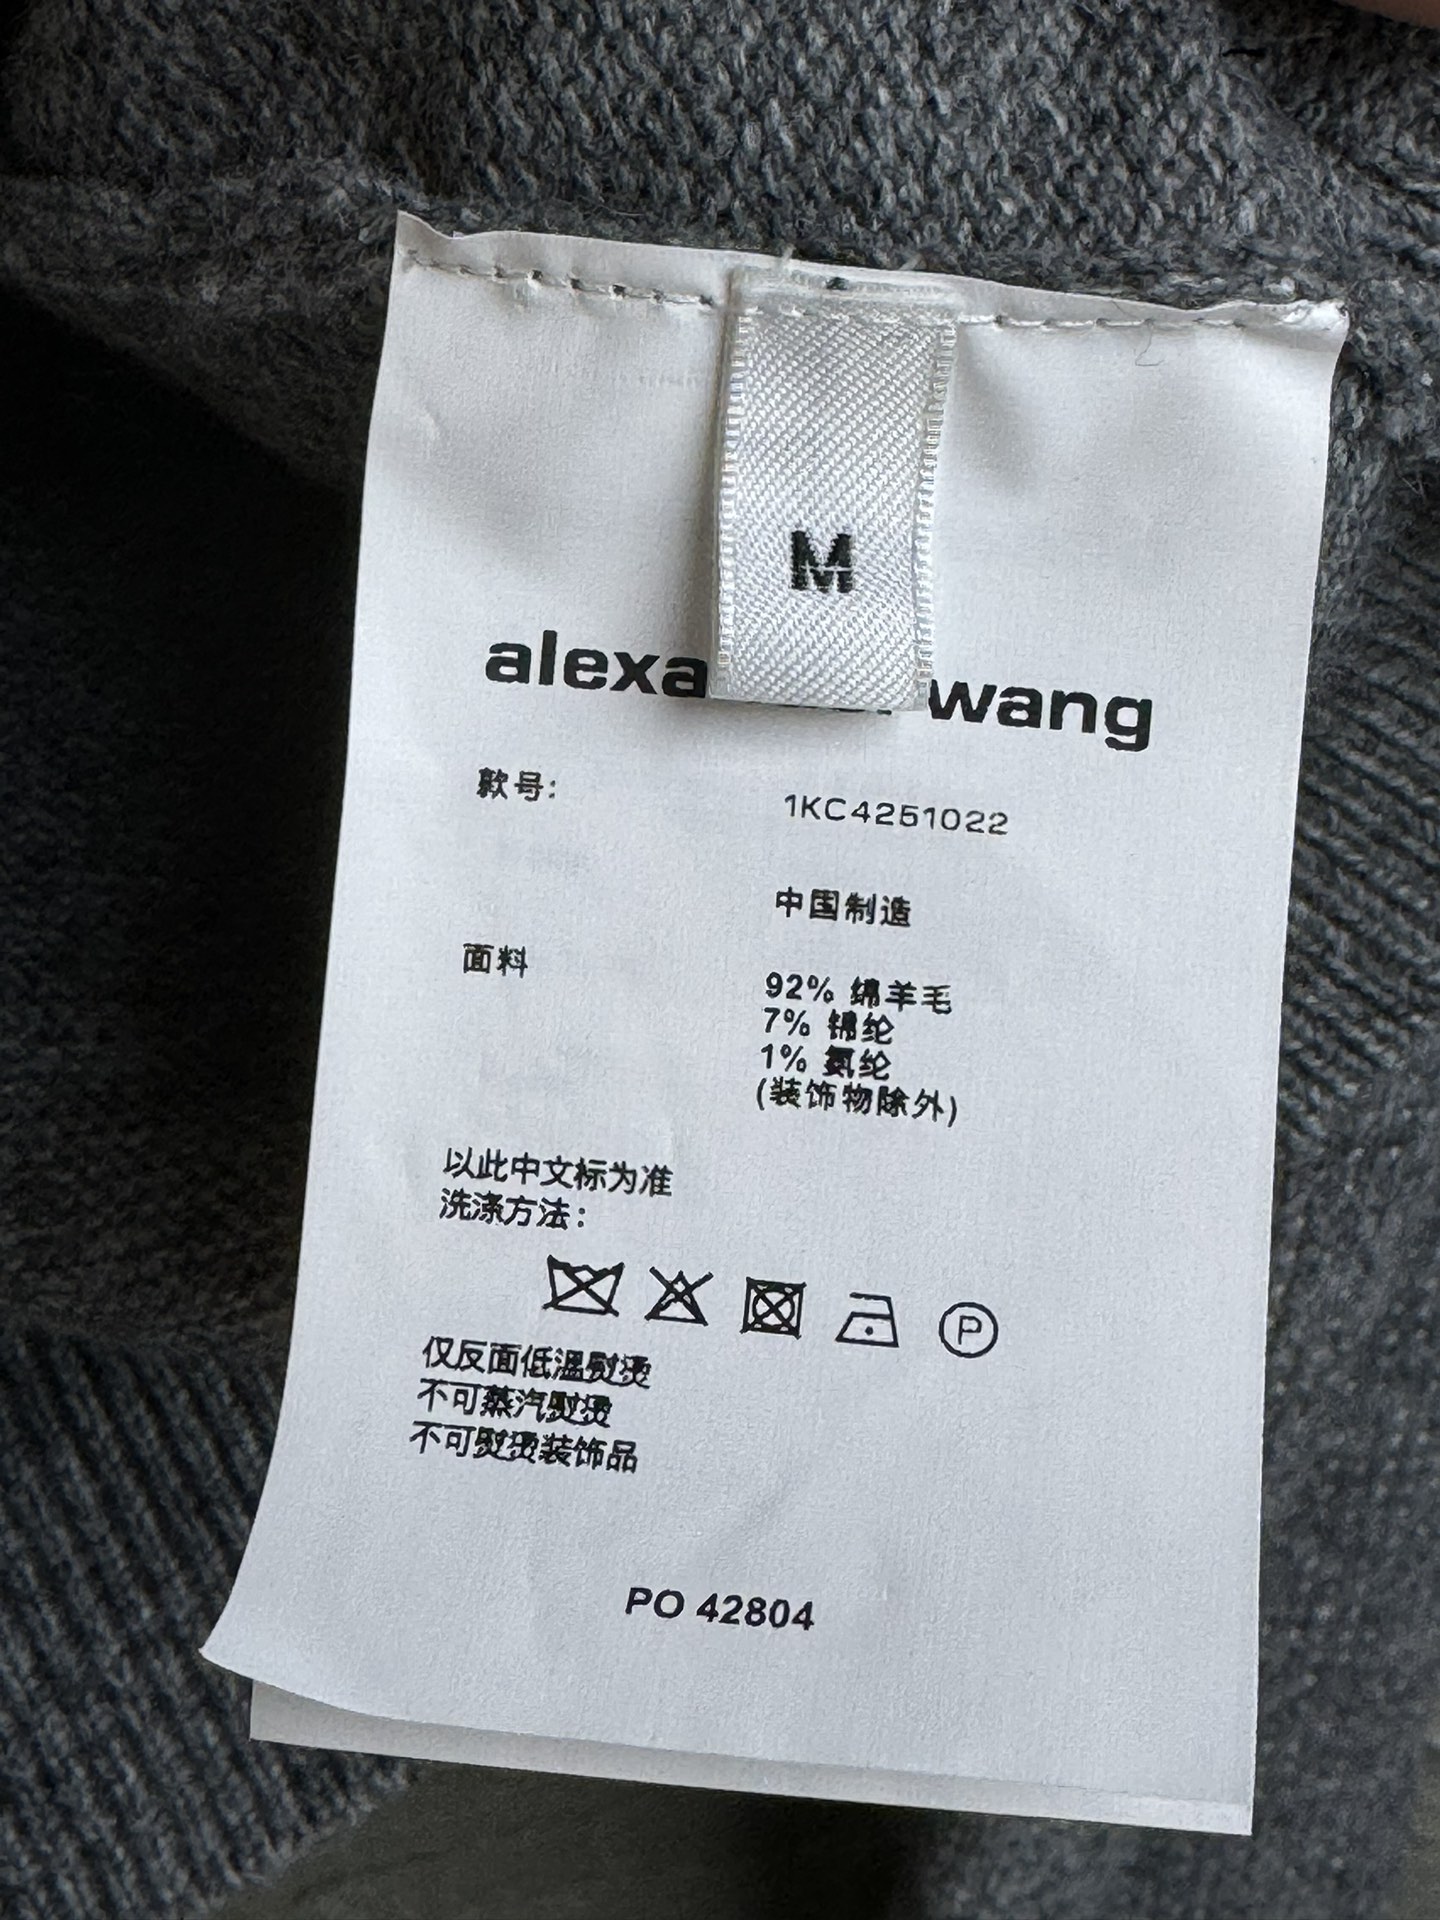 M
alexa wang
款号: 1KC4251022
中国制造
面料
92% 绵羊毛
7% 锦纶
1% 氨纶
(装饰物除外)
以此中文标为准
洗涤方法:
P
仅反面低温熨烫
不可蒸汽熨烫
不可熨烫装饰品
PO 42804